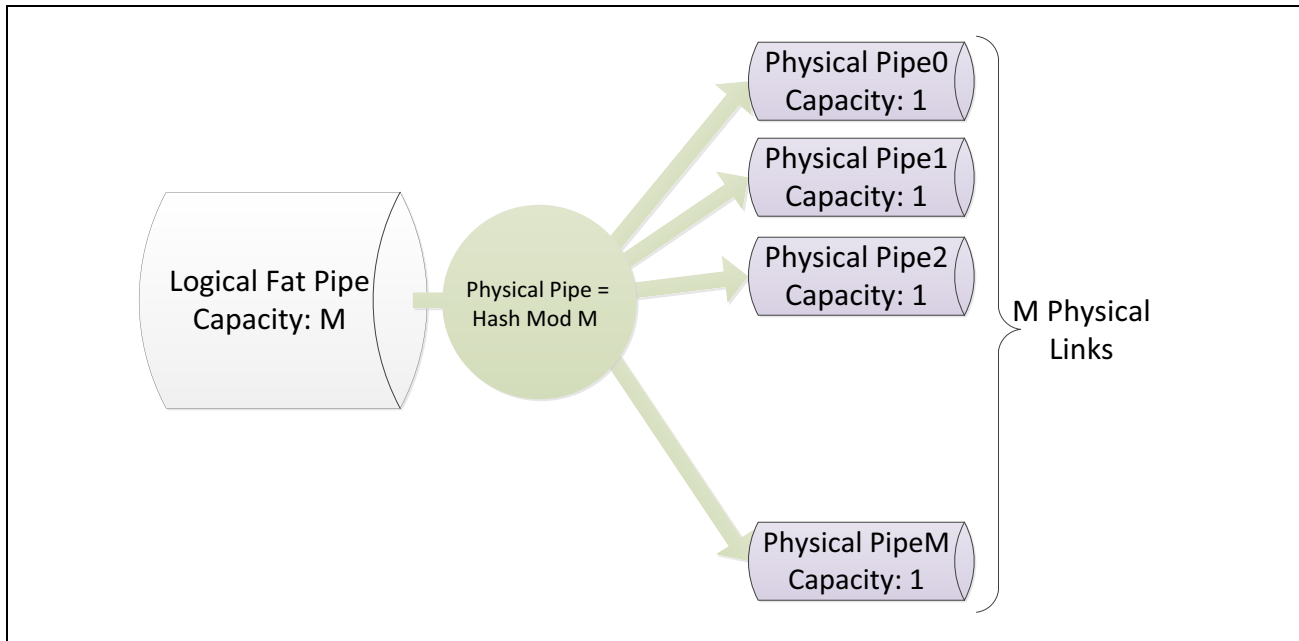 Logical Fat Pipe
Capacity: M
Physical Pipe =
Hash Mod M
Physical Pipe0
Capacity: 1
Physical Pipe1
Capacity: 1
Physical Pipe2
Capacity: 1
Physical PipeM
Capacity: 1
M Physical
Links